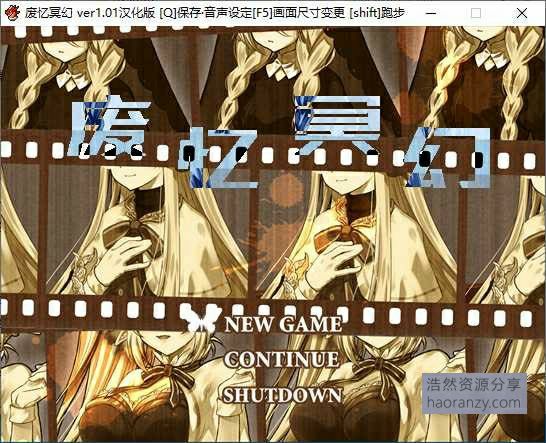 废忆冥幻 ver1.01汉化版 [Q]保存·音声设定[F5]画面尺寸变更 [shift]跑步
废忆冥幻
NEW GAME
CONTINUE
SHUTDOWN
浩然资源分享
haoranzy.com